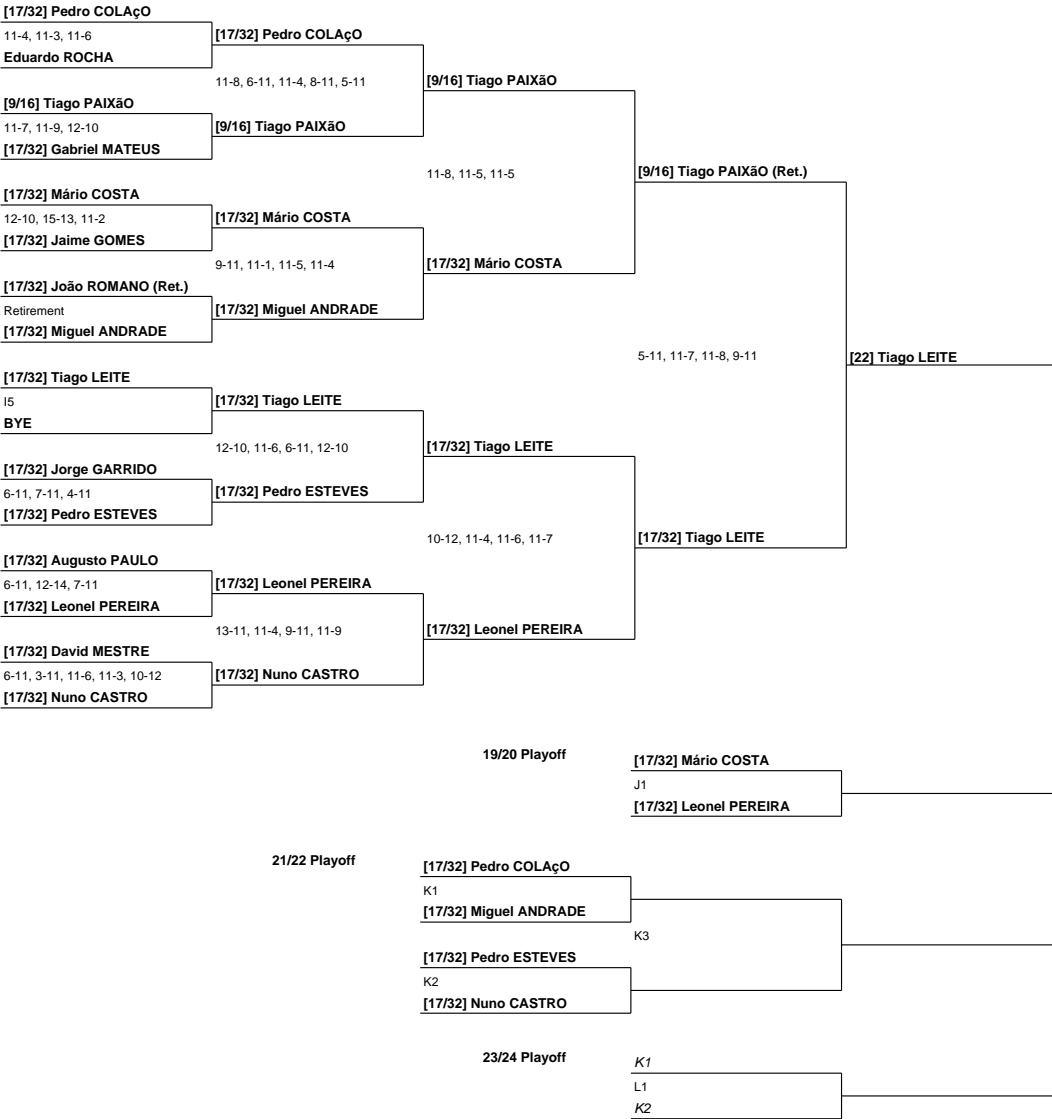 [17/32] Pedro COLAçO
11-4, 11-3, 11-6
Eduardo ROCHA
[9/16] Tiago PAIXãO
11-7, 11-9, 12-10
[17/32] Gabriel MATEUS
[17/32] Mário COSTA
12-10, 15-13, 11-2
[17/32] Jaime GOMES
[17/32] João ROMANO (Ret.)
Retirement
[17/32] Miguel ANDRADE
[17/32] Tiago LEITE
I5
BYE
[17/32] Jorge GARRIDO
6-11, 7-11, 4-11
[17/32] Pedro ESTEVES
[17/32] Augusto PAULO
6-11, 12-14, 7-11
[17/32] Leonel PEREIRA
[17/32] David MESTRE
6-11, 3-11, 11-6, 11-3, 10-12
[17/32] Nuno CASTRO
[17/32] Pedro COLAçO
11-8, 6-11, 11-4, 8-11, 5-11
[9/16] Tiago PAIXãO
[17/32] Mário COSTA
9-11, 11-1, 11-5, 11-4
[17/32] Miguel ANDRADE
[17/32] Tiago LEITE
12-10, 11-6, 6-11, 12-10
[17/32] Pedro ESTEVES
[17/32] Leonel PEREIRA
13-11, 11-4, 9-11, 11-9
[17/32] Nuno CASTRO
[9/16] Tiago PAIXãO
11-8, 11-5, 11-5
[17/32] Mário COSTA
[17/32] Tiago LEITE
10-12, 11-4, 11-6, 11-7
[17/32] Leonel PEREIRA
[9/16] Tiago PAIXãO (Ret.)
5-11, 11-7, 11-8, 9-11
[17/32] Tiago LEITE
[22] Tiago LEITE
19/20 Playoff
[17/32] Mário COSTA
J1
[17/32] Leonel PEREIRA
21/22 Playoff
[17/32] Pedro COLAçO
K1
[17/32] Miguel ANDRADE
K3
[17/32] Pedro ESTEVES
K2
[17/32] Nuno CASTRO
23/24 Playoff
K1
L1
K2